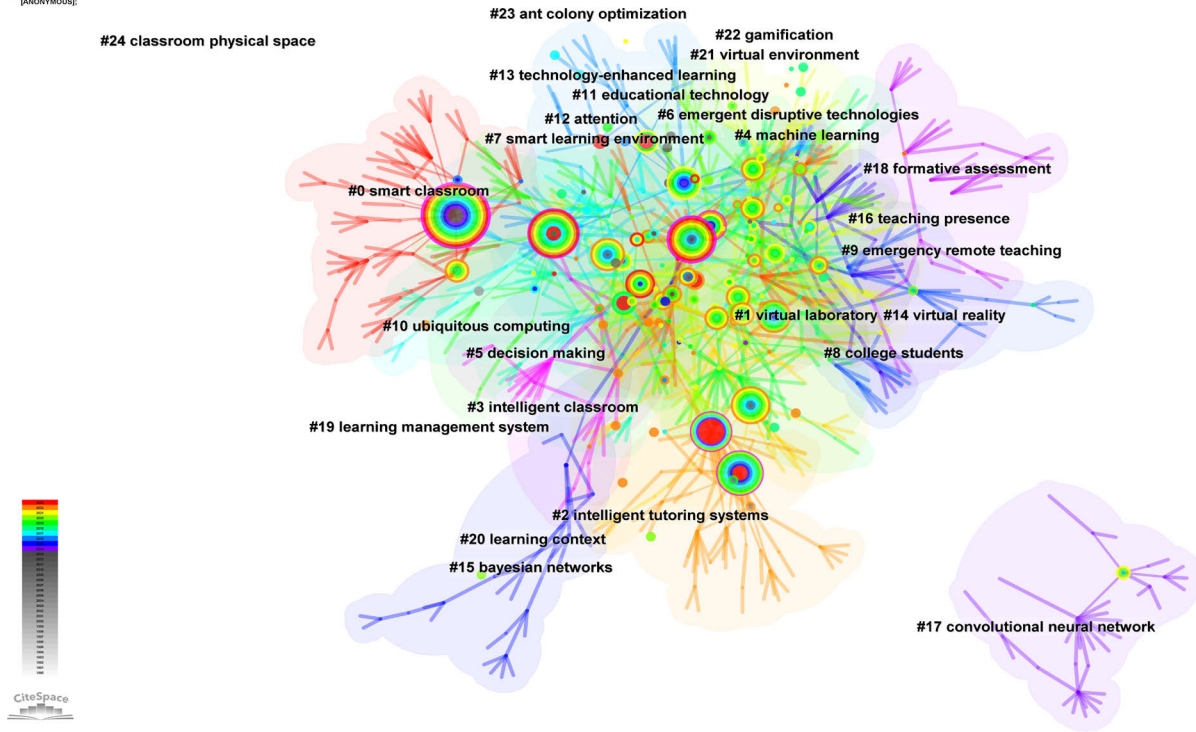 [ANONYMOUS];
#23 ant colony optimization
#24 classroom physical space
#22 gamification
#21 virtual environment
#13 technology-enhanced learning
#11 educational technology
#12 attention
#6 emergent disruptive technologies
#7 smart learning environment
#4 machine learning
#18 formative assessment
#0 smart classroom
#16 teaching presence
#9 emergency remote teaching
#1 virtual laboratory
#14 virtual reality
#10 ubiquitous computing
#5 decision making
#8 college students
#3 intelligent classroom
#19 learning management system
#2 intelligent tutoring systems
#20 learning context
#15 bayesian networks
#17 convolutional neural network
CiteSpace